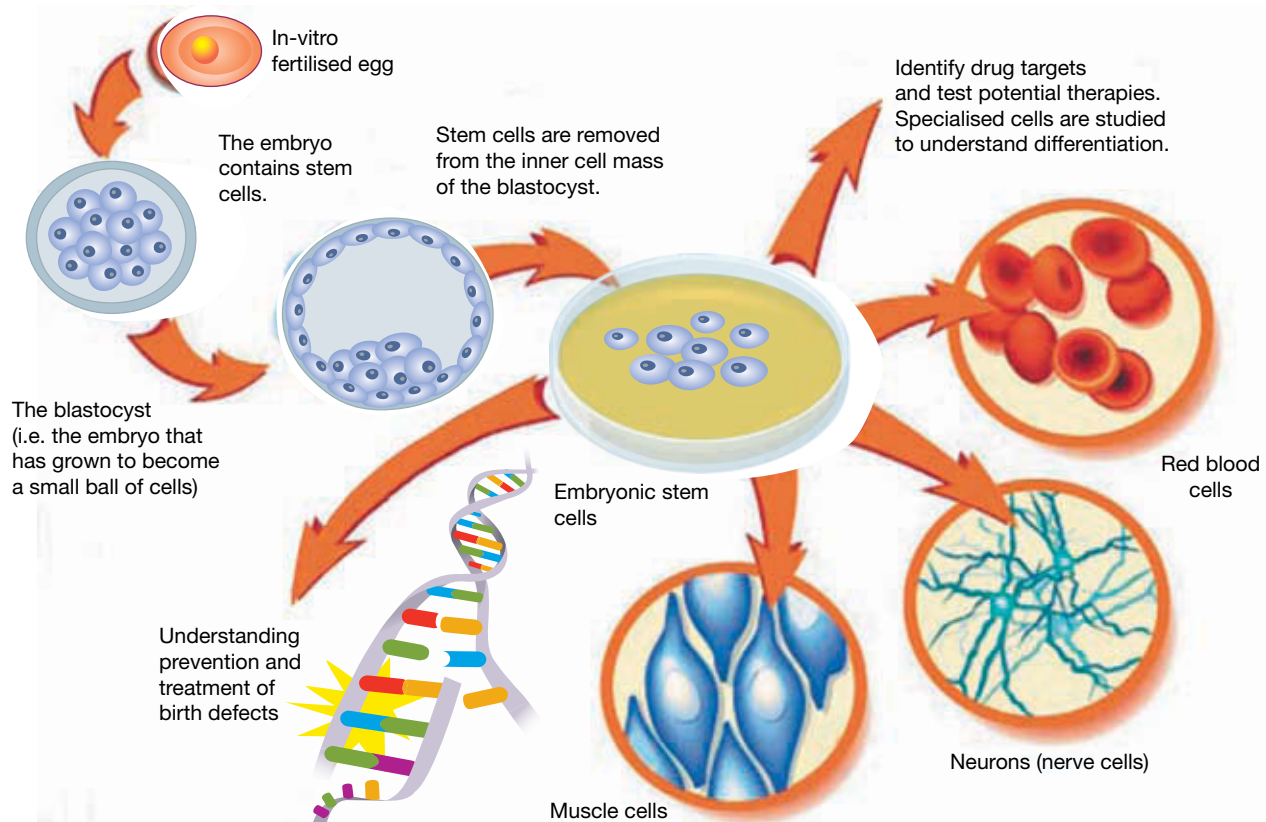 In-vitro
fertilised egg
The embryo
contains stem
cells.
Stem cells are removed
from the inner cell mass
of the blastocyst.
Identify drug targets
and test potential therapies.
Specialised cells are studied
to understand differentiation.
The blastocyst
(i.e. the embryo that
has grown to become
a small ball of cells)
Embryonic stem
cells
Red blood
cells
Understanding
prevention and
treatment of
birth defects
Neurons (nerve cells)
Muscle cells